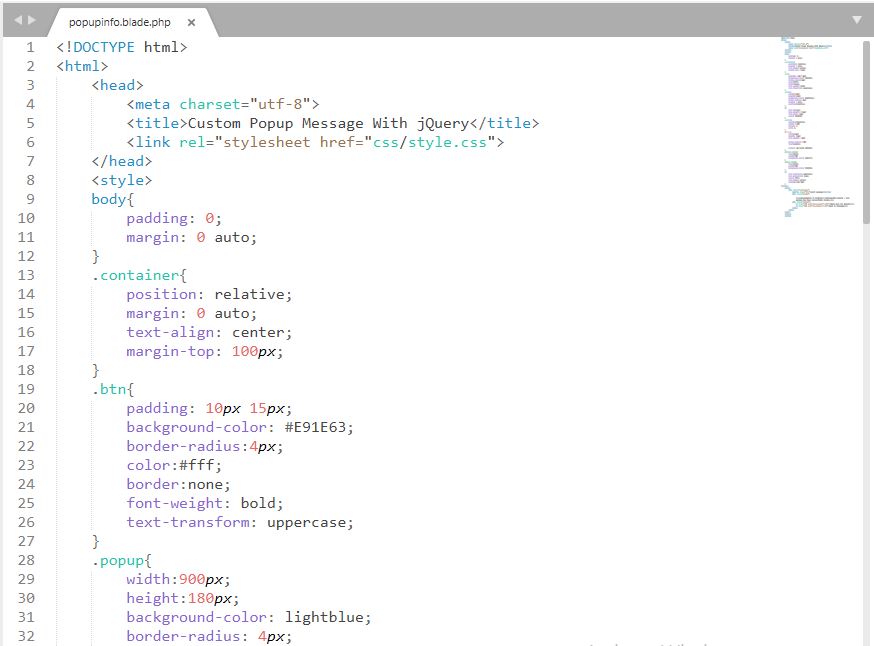 popupinfo.blade.php ×
1 <!DOCTYPE html>
2 <html>
3 <head>
4 <meta charset="utf-8">
5 <title>Custom Popup Message With jQuery</title>
6 <link rel="stylesheet href="css/style.css">
7 </head>
8 <style>
9 body{
10 padding: 0;
11 margin: 0 auto;
12 }
13 .container{
14 position: relative;
15 margin: 0 auto;
16 text-align: center;
17 margin-top: 100px;
18 }
19 .btn{
20 padding: 10px 15px;
21 background-color: #E91E63;
22 border-radius:4px;
23 color:#fff;
24 border:none;
25 font-weight: bold;
26 text-transform: uppercase;
27 }
28 .popup{
29 width:900px;
30 height:180px;
31 background-color: lightblue;
32 border-radius: 4px;